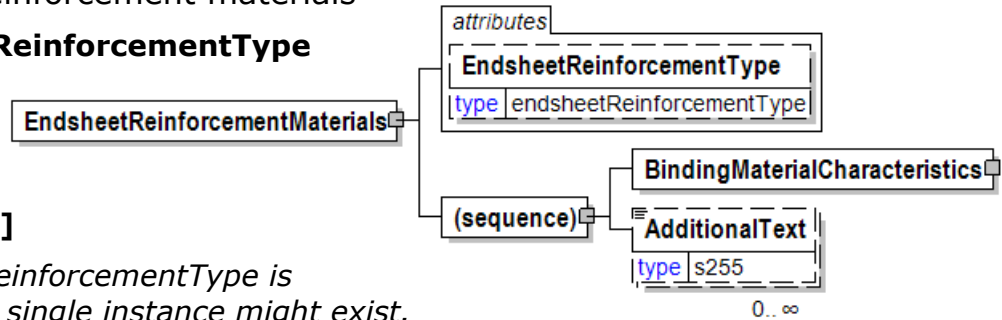 inforcement materials
attributes
ReinforcementType
EndsheetReinforcementType
type endsheetReinforcementType
EndsheetReinforcementMaterials
BindingMaterialCharacteristics
(sequence)
]
AdditionalText
type s255
einforcementType is
single instance might exist.
0.. ∞